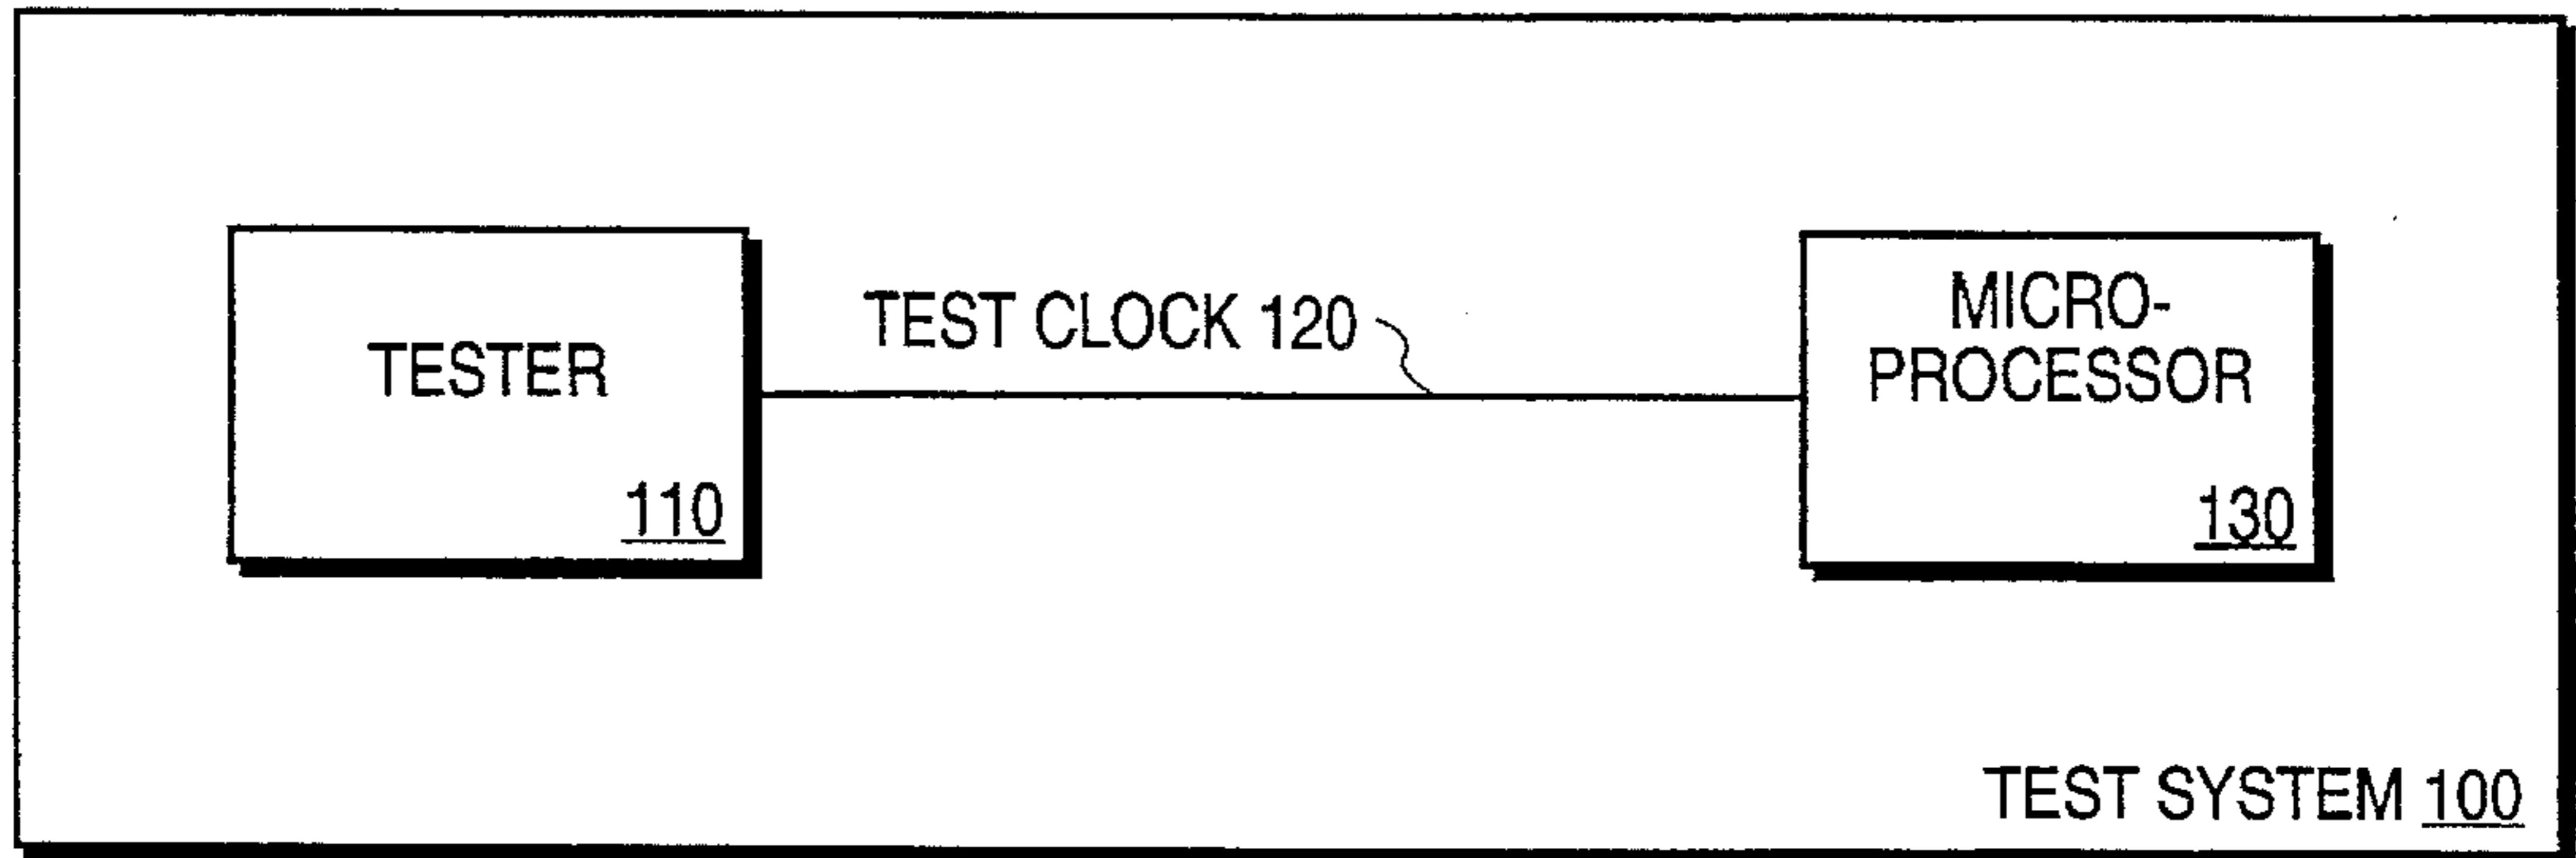 TESTER
110
TEST CLOCK 120
MICRO-
PROCESSOR
130
TEST SYSTEM 100